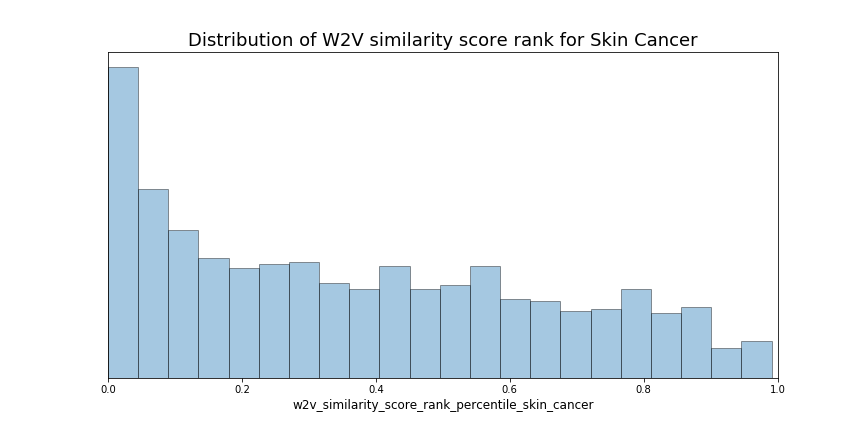 Distribution of W2V similarity score rank for Skin Cancer
0.0 0.2 0.4 0.6 0.8 1.0
w2v_similarity_score_rank_percentile_skin_cancer